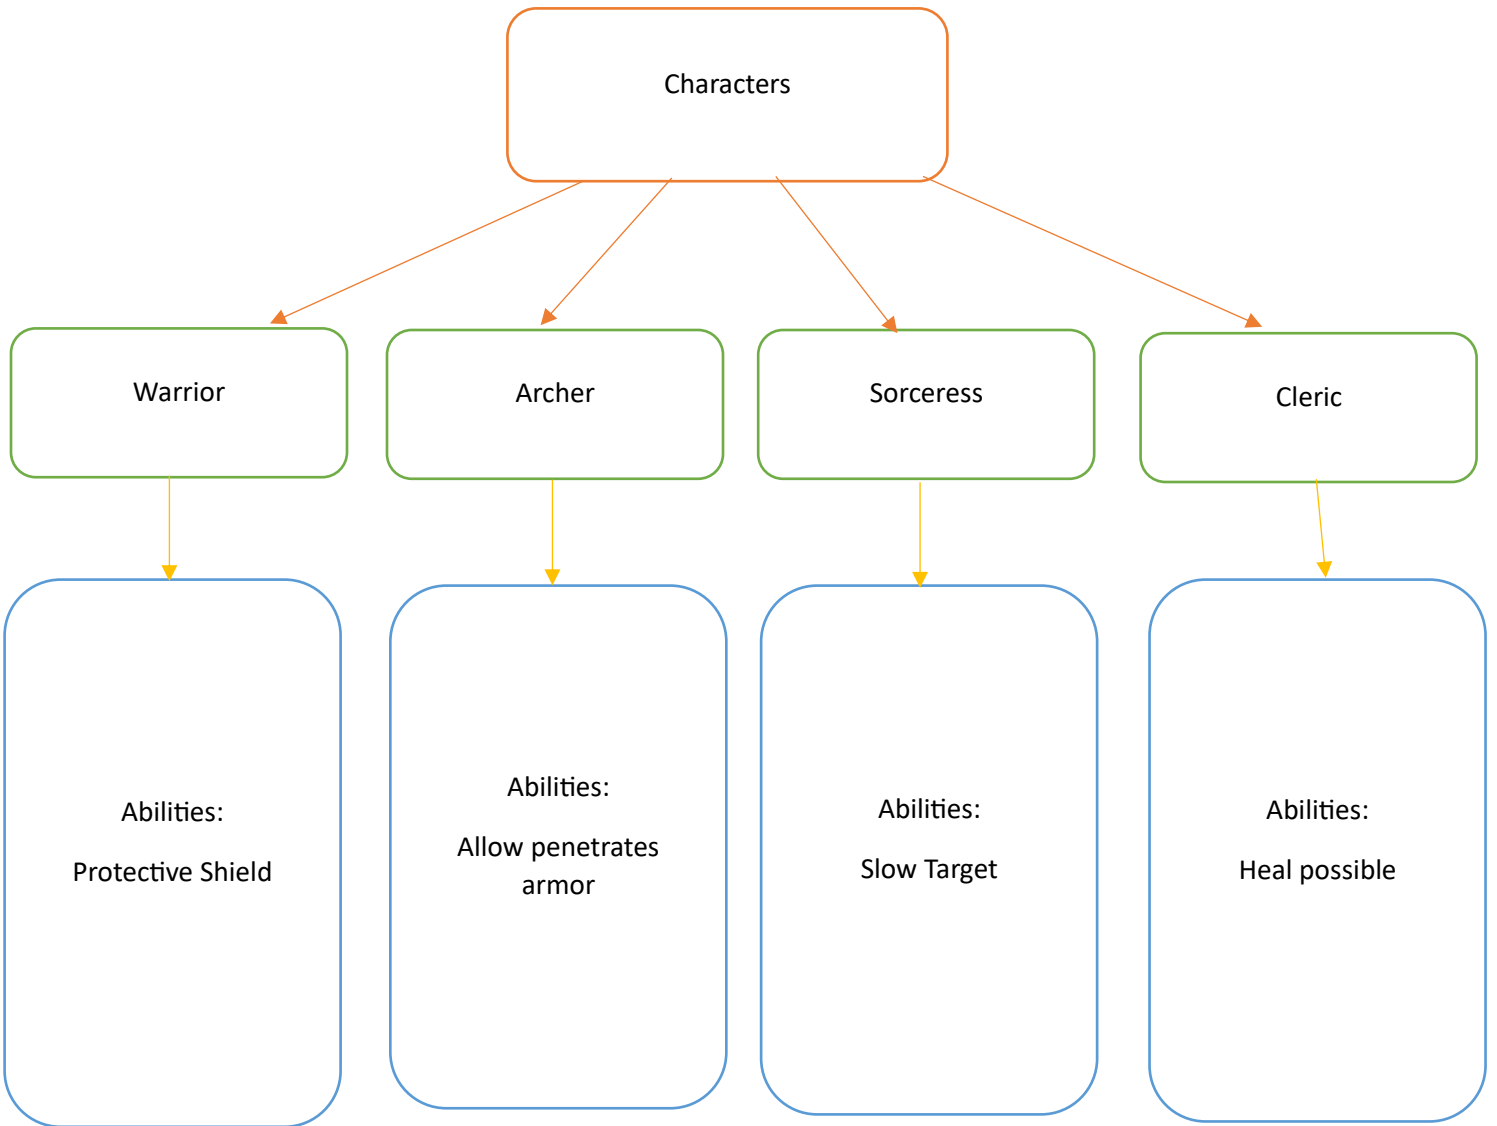 Characters
Warrior
Archer
Sorceress
Cleric
Abilities:
Protective Shield
Abilities:
Allow penetrates
armor
Abilities:
Slow Target
Abilities:
Heal possible